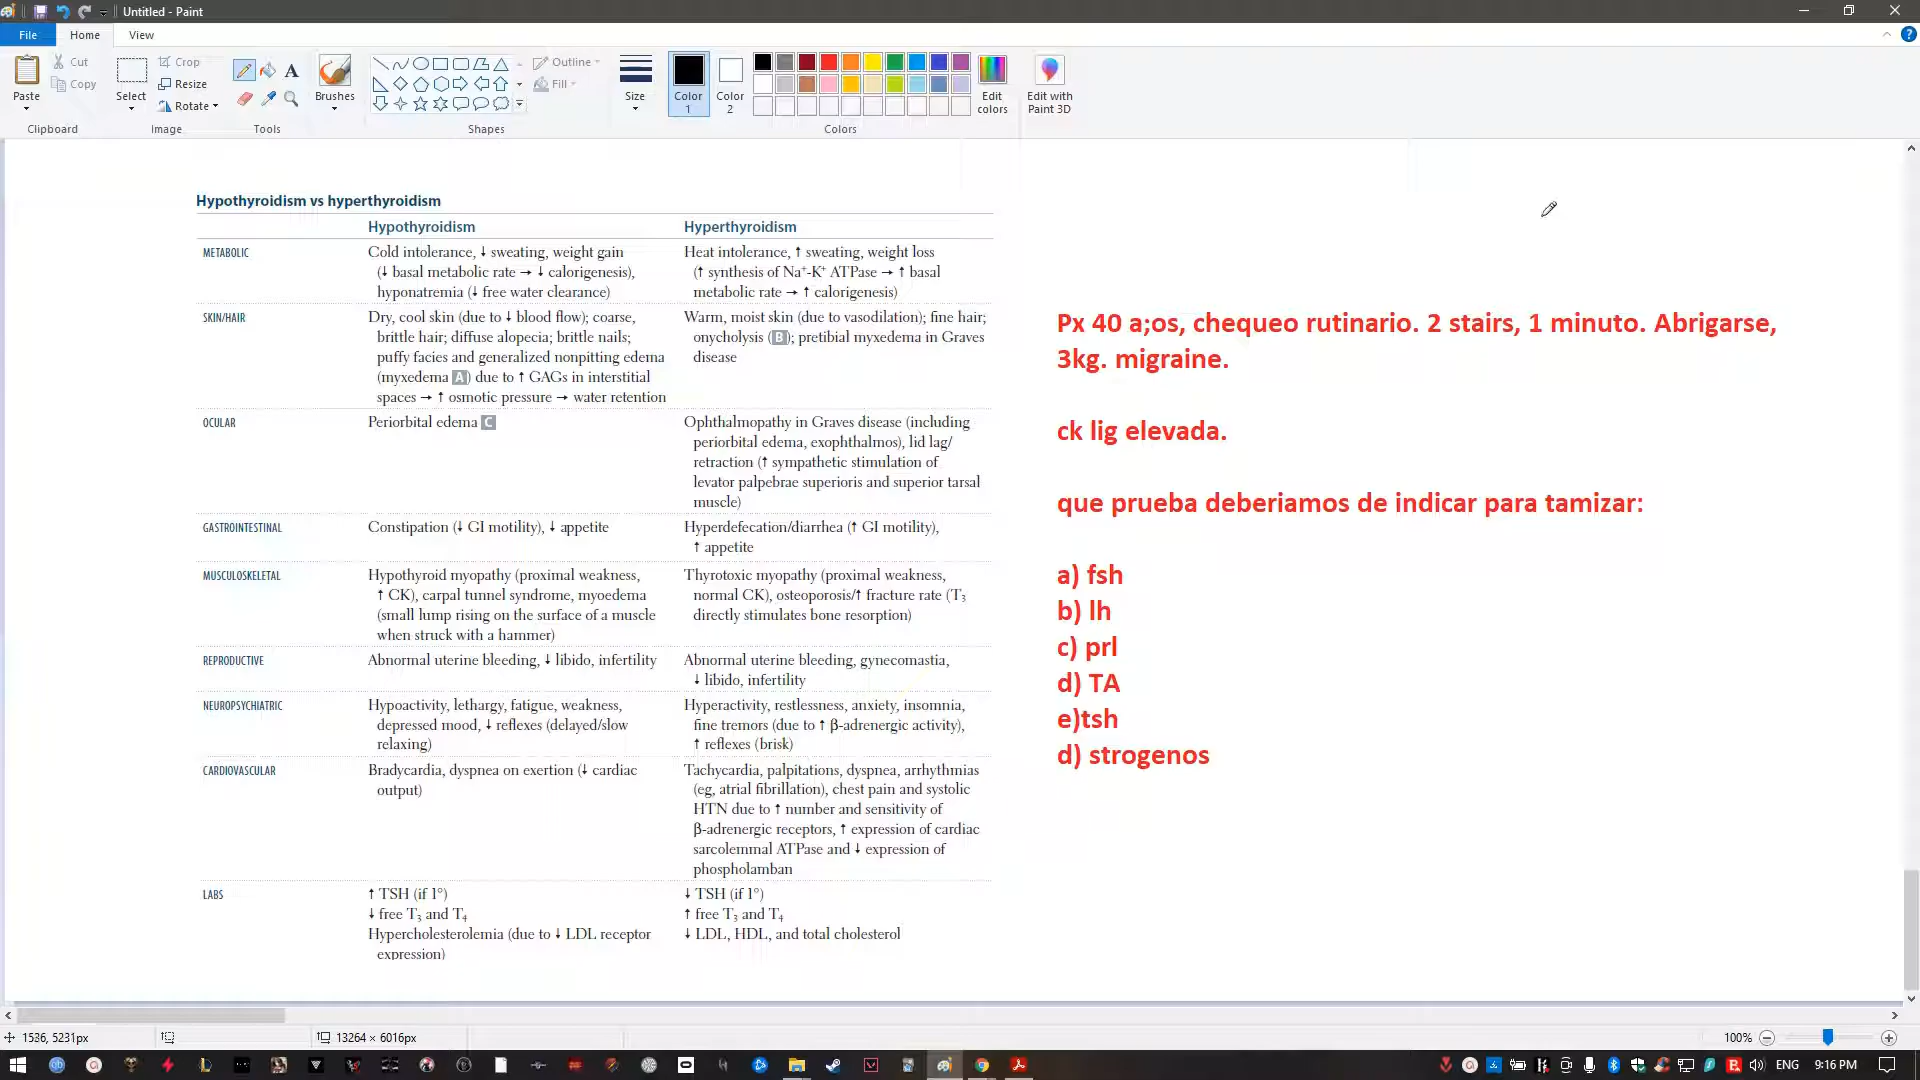 Untitled - Paint
File
Home
View
Paste
Cut
Copy
Clipboard
Select
Crop
Resize
Rotate
Image
Tools
Brushes
Shapes
Outline
Fill
Size
Color 1
Color 2
Colors
Edit colors
Edit with Paint 3D
Hypothyroidism vs hyperthyroidism
Hypothyroidism Hyperthyroidism
METABOLIC
Cold intolerance, ↓ sweating, weight gain
(↓ basal metabolic rate → ↓ calorigenesis),
hyponatremia (↓ free water clearance)
Heat intolerance, ↑ sweating, weight loss
(↑ synthesis of Na⁺-K⁺ ATPase → ↑ basal
metabolic rate → ↑ calorigenesis)
SKIN/HAIR
Dry, cool skin (due to ↓ blood flow); coarse,
brittle hair; diffuse alopecia; brittle nails;
puffy facies and generalized nonpitting edema
(myxedema A) due to ↑ GAGs in interstitial
spaces → ↑ osmotic pressure → water retention
Warm, moist skin (due to vasodilation); fine hair;
onycholysis (B); pretibial myxedema in Graves
disease
OCULAR
Periorbital edema C
Ophthalmopathy in Graves disease (including
periorbital edema, exophthalmos), lid lag/
retraction (↑ sympathetic stimulation of
levator palpebrae superioris and superior tarsal
muscle)
GASTROINTESTINAL
Constipation (↓ GI motility), ↓ appetite
Hyperdefecation/diarrhea (↑ GI motility),
↑ appetite
MUSCULOSKELETAL
Hypothyroid myopathy (proximal weakness,
↑ CK), carpal tunnel syndrome, myoedema
(small lump rising on the surface of a muscle
when struck with a hammer)
Thyrotoxic myopathy (proximal weakness,
normal CK), osteoporosis/↑ fracture rate (T₃
directly stimulates bone resorption)
REPRODUCTIVE
Abnormal uterine bleeding, ↓ libido, infertility
Abnormal uterine bleeding, gynecomastia,
↓ libido, infertility
NEUROPSYCHIATRIC
Hypoactivity, lethargy, fatigue, weakness,
depressed mood, ↓ reflexes (delayed/slow
relaxing)
Hyperactivity, restlessness, anxiety, insomnia,
fine tremors (due to ↑ β-adrenergic activity),
↑ reflexes (brisk)
CARDIOVASCULAR
Bradycardia, dyspnea on exertion (↓ cardiac
output)
Tachycardia, palpitations, dyspnea, arrhythmias
(eg, atrial fibrillation), chest pain and systolic
HTN due to ↑ number and sensitivity of
β-adrenergic receptors, ↑ expression of cardiac
sarcolemmal ATPase and ↓ expression of
phospholamban
LABS
↑ TSH (if 1°)
↓ free T₃ and T₄
Hypercholesterolemia (due to ↓ LDL receptor
expression)
↓ TSH (if 1°)
↑ free T₃ and T₄
↓ LDL, HDL, and total cholesterol
Px 40 a;os, chequeo rutinario. 2 stairs, 1 minuto. Abrigarse,
3kg. migraine.
ck lig elevada.
que prueba deberiamos de indicar para tamizar:
a) fsh
b) lh
c) prl
d) TA
e)tsh
d) strogenos
1536, 5231px
13264 × 6016px
100%
ENG
9:16 PM